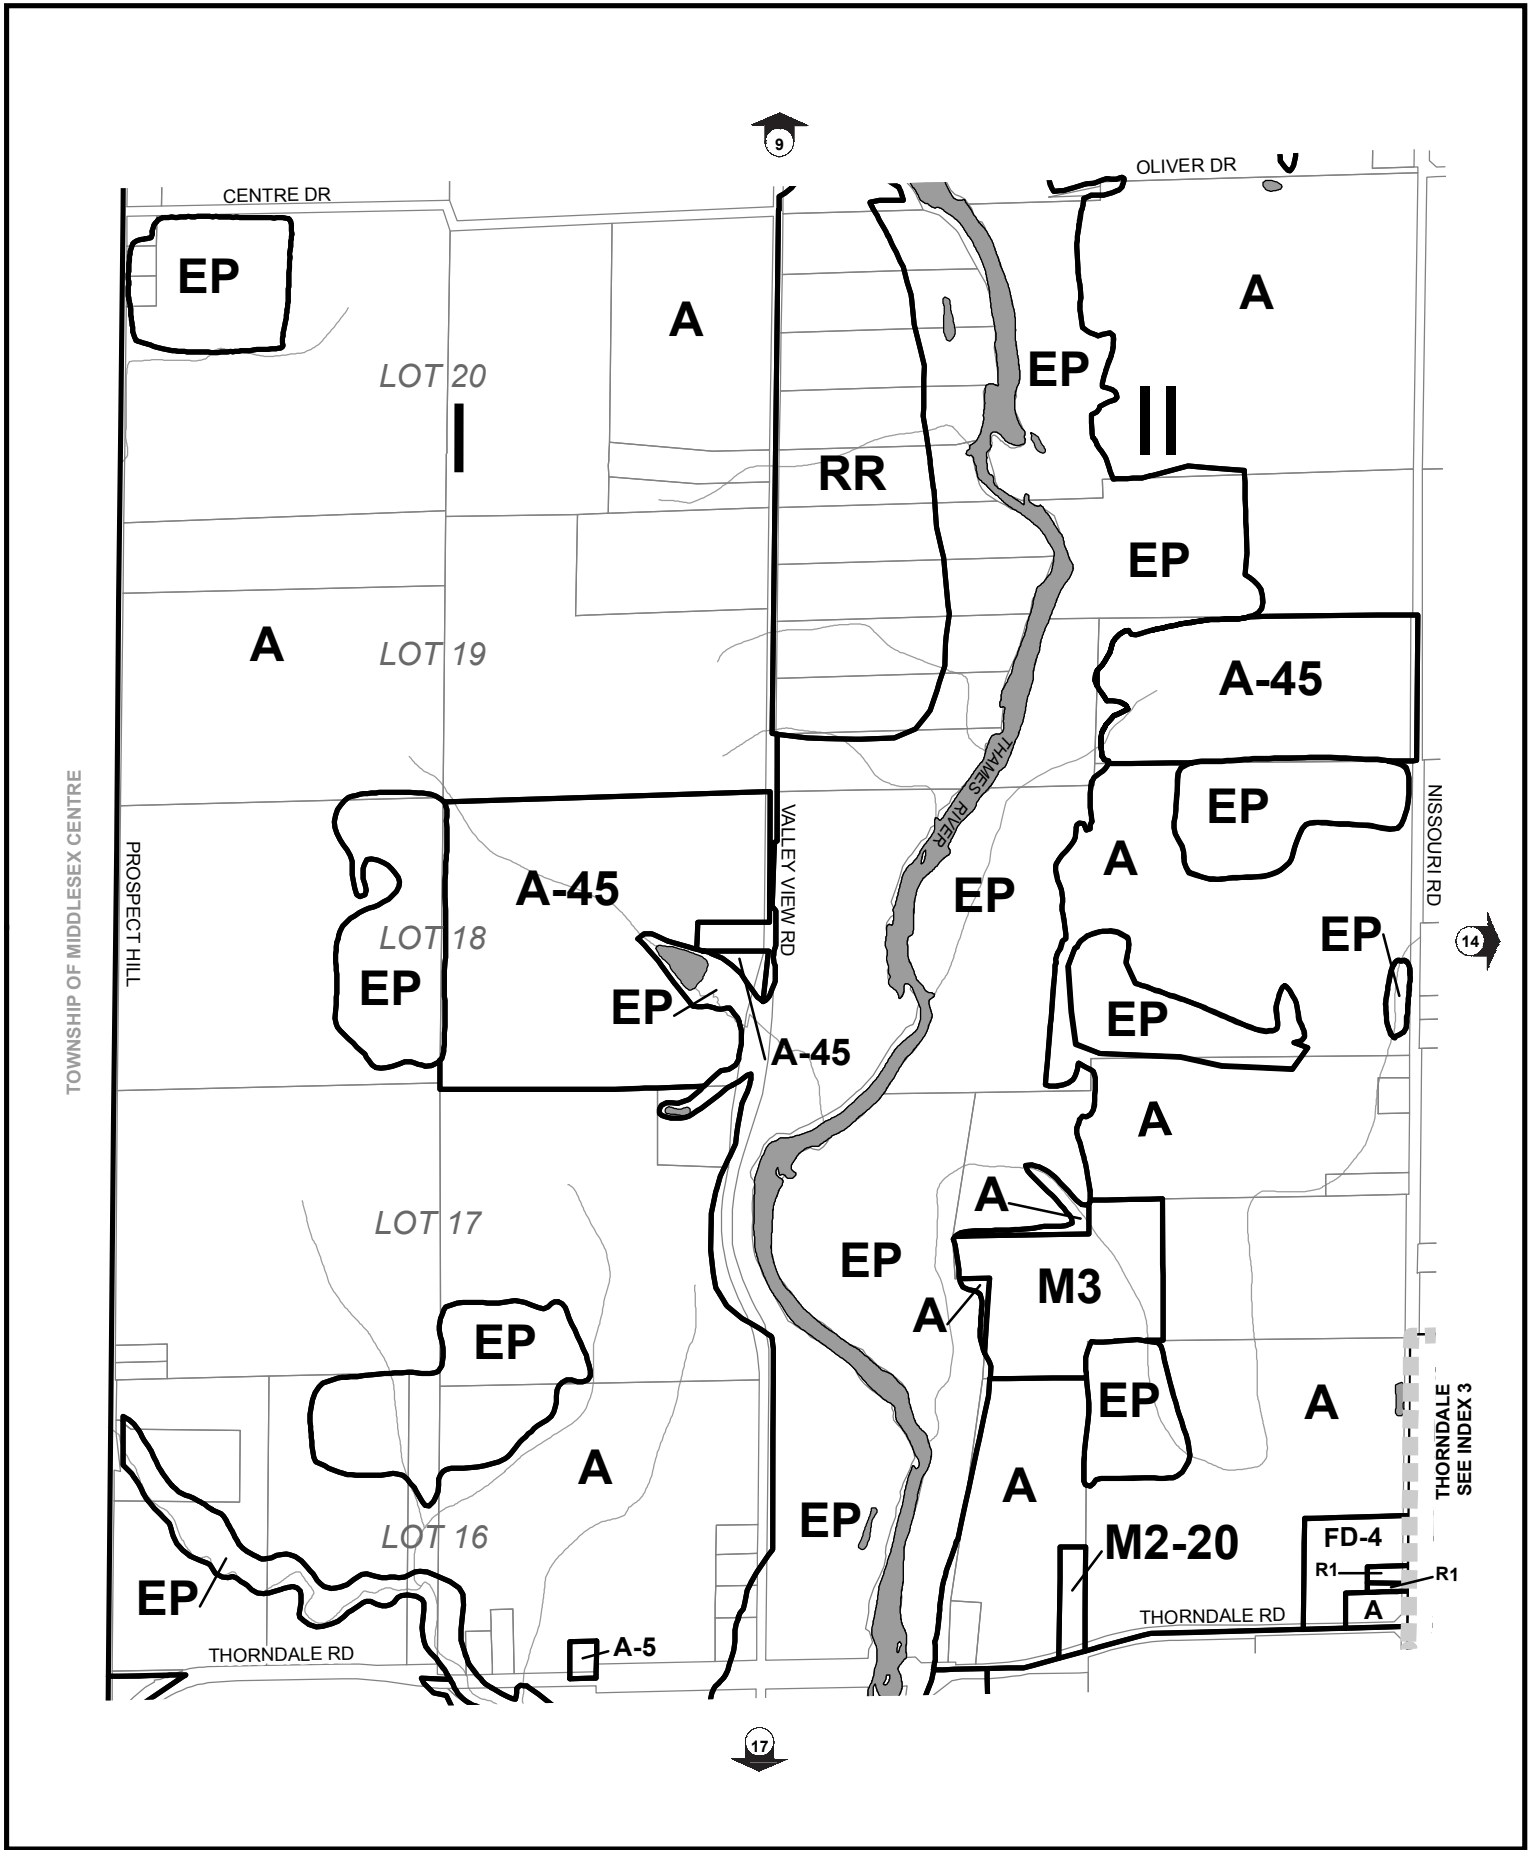 9
OLIVER DR
CENTRE DR
EP
A
A
LOT 20
EP
I
II
RR
EP
A
LOT 19
A-45
TOWNSHIP OF MIDDLESEX CENTRE
PROSPECT HILL
VALLEY VIEW RD
THAMES RIVER
NISSOURI RD
EP
A
A-45
EP
LOT 18
EP
14
EP
EP
EP
A-45
A
A
LOT 17
EP
M3
A
EP
EP
A
THORNDALE
SEE INDEX 3
A
A
EP
LOT 16
M2-20
FD-4
R1
R1
EP
A
THORNDALE RD
THORNDALE RD
A-5
17